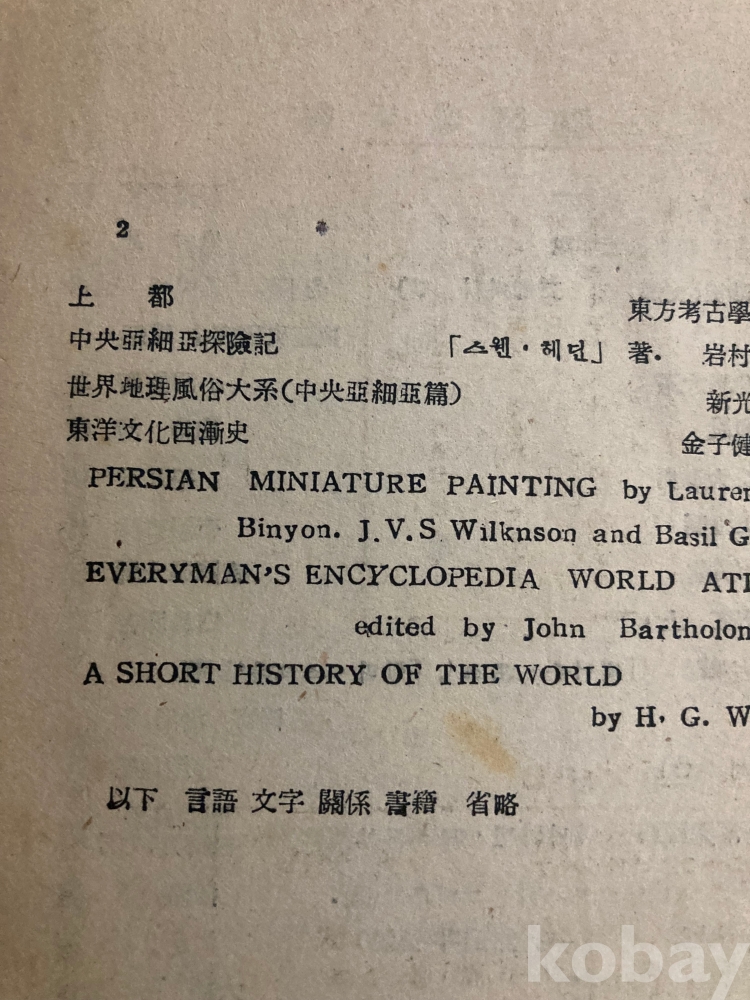 2 *
上 都 東方考古學
中央亞細亞探險記 「스웬·헤딘」 著. 岩村
世界地理風俗大系(中央亞細亞篇) 新光
東洋文化西漸史 金子健
PERSIAN MINIATURE PAINTING by Lauren
Binyon. J.V.S Wilknson and Basil G
EVERYMAN'S ENCYCLOPEDIA WORLD ATL
edited by John Bartholom
A SHORT HISTORY OF THE WORLD
by H. G. W
以下 言語 文字 關係 書籍 省略
kobay